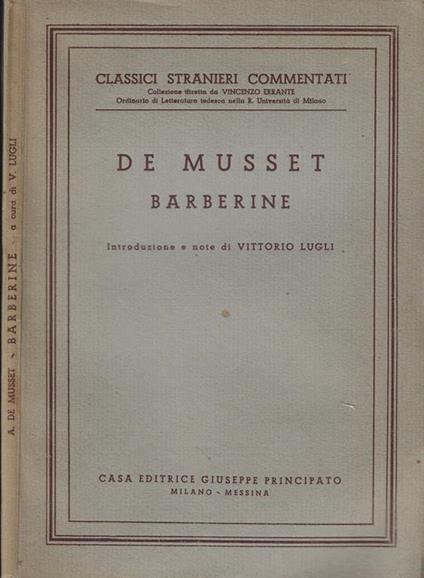 CLASSICI STRANIERI COMMENTATI
Collezione diretta da VINCENZO ERRANTE
Ordinario di Letteratura tedesca nella R. Università di Milano
DE MUSSET
BARBERINE
Introduzione e note di VITTORIO LUGLI
CASA EDITRICE GIUSEPPE PRINCIPATO
MILANO - MESSINA
A. DE MUSSET - BARBERINE - a cura di V. LUGLI